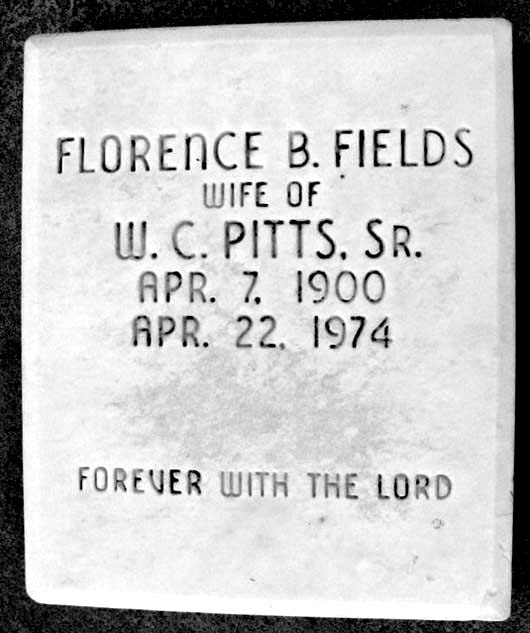 FLORENCE B. FIELDS
WIFE OF
W. C. PITTS, SR.
APR. 7, 1900
APR. 22, 1974
FOREVER WITH THE LORD